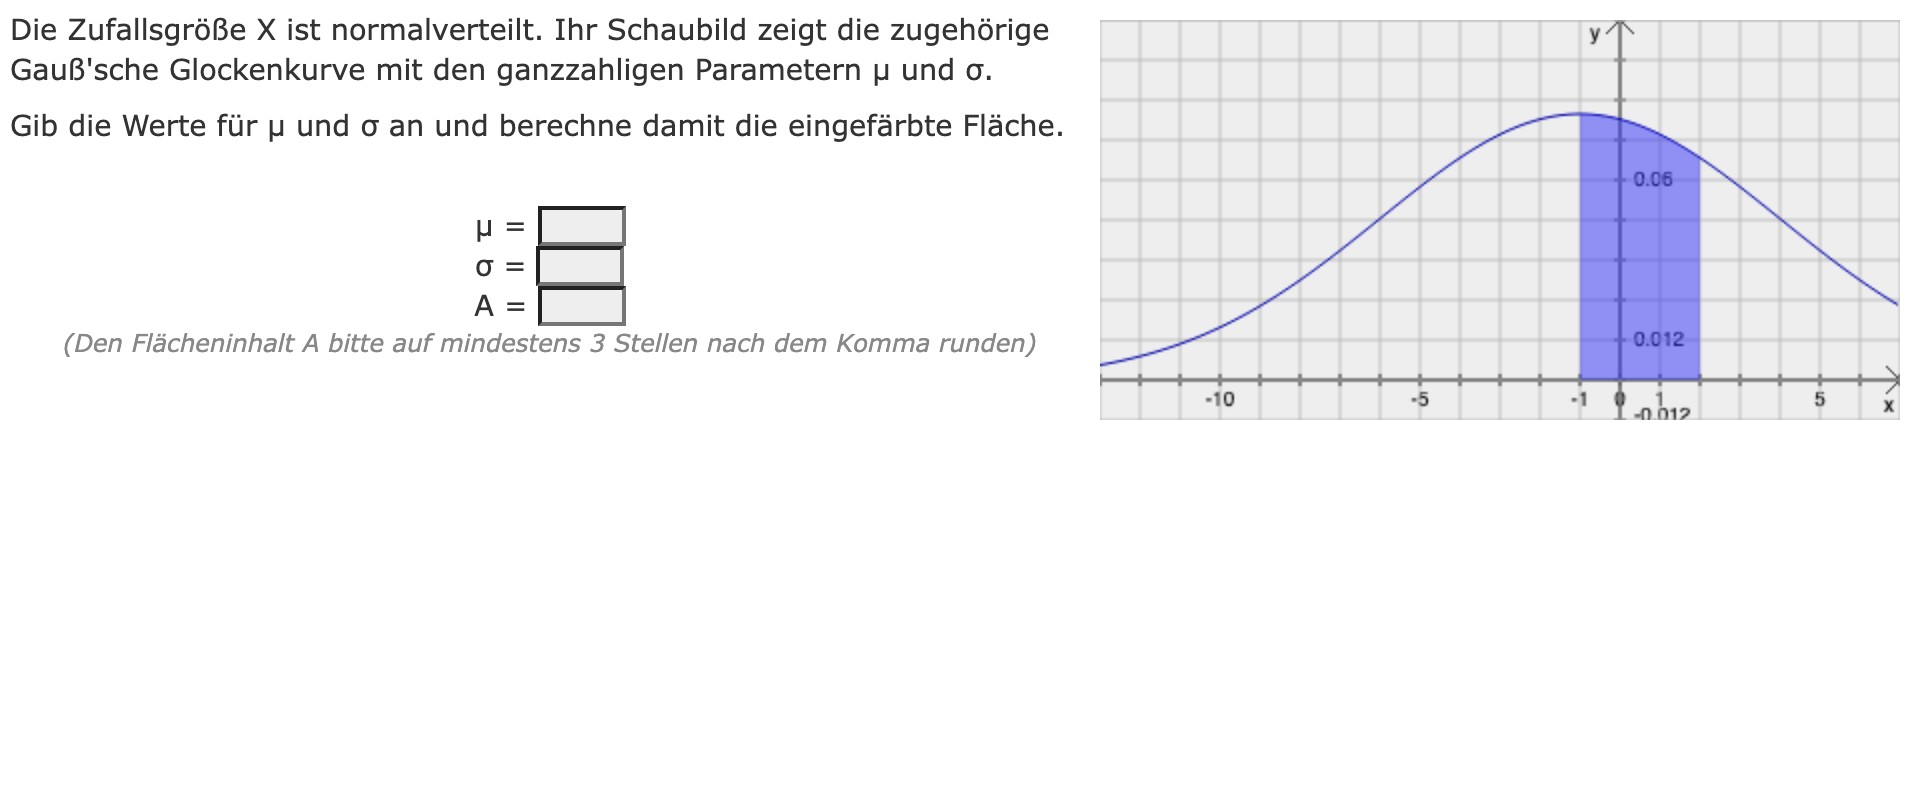 Die Zufallsgröße X ist normalverteilt. Ihr Schaubild zeigt die zugehörige
Gauß'sche Glockenkurve mit den ganzzahligen Parametern μ und σ.
Gib die Werte für μ und σ an und berechne damit die eingefärbte Fläche.
μ =
σ =
A =
(Den Flächeninhalt A bitte auf mindestens 3 Stellen nach dem Komma runden)
y
0.06
0.012
-10 -5 -1 0 1 5 x
-0.012